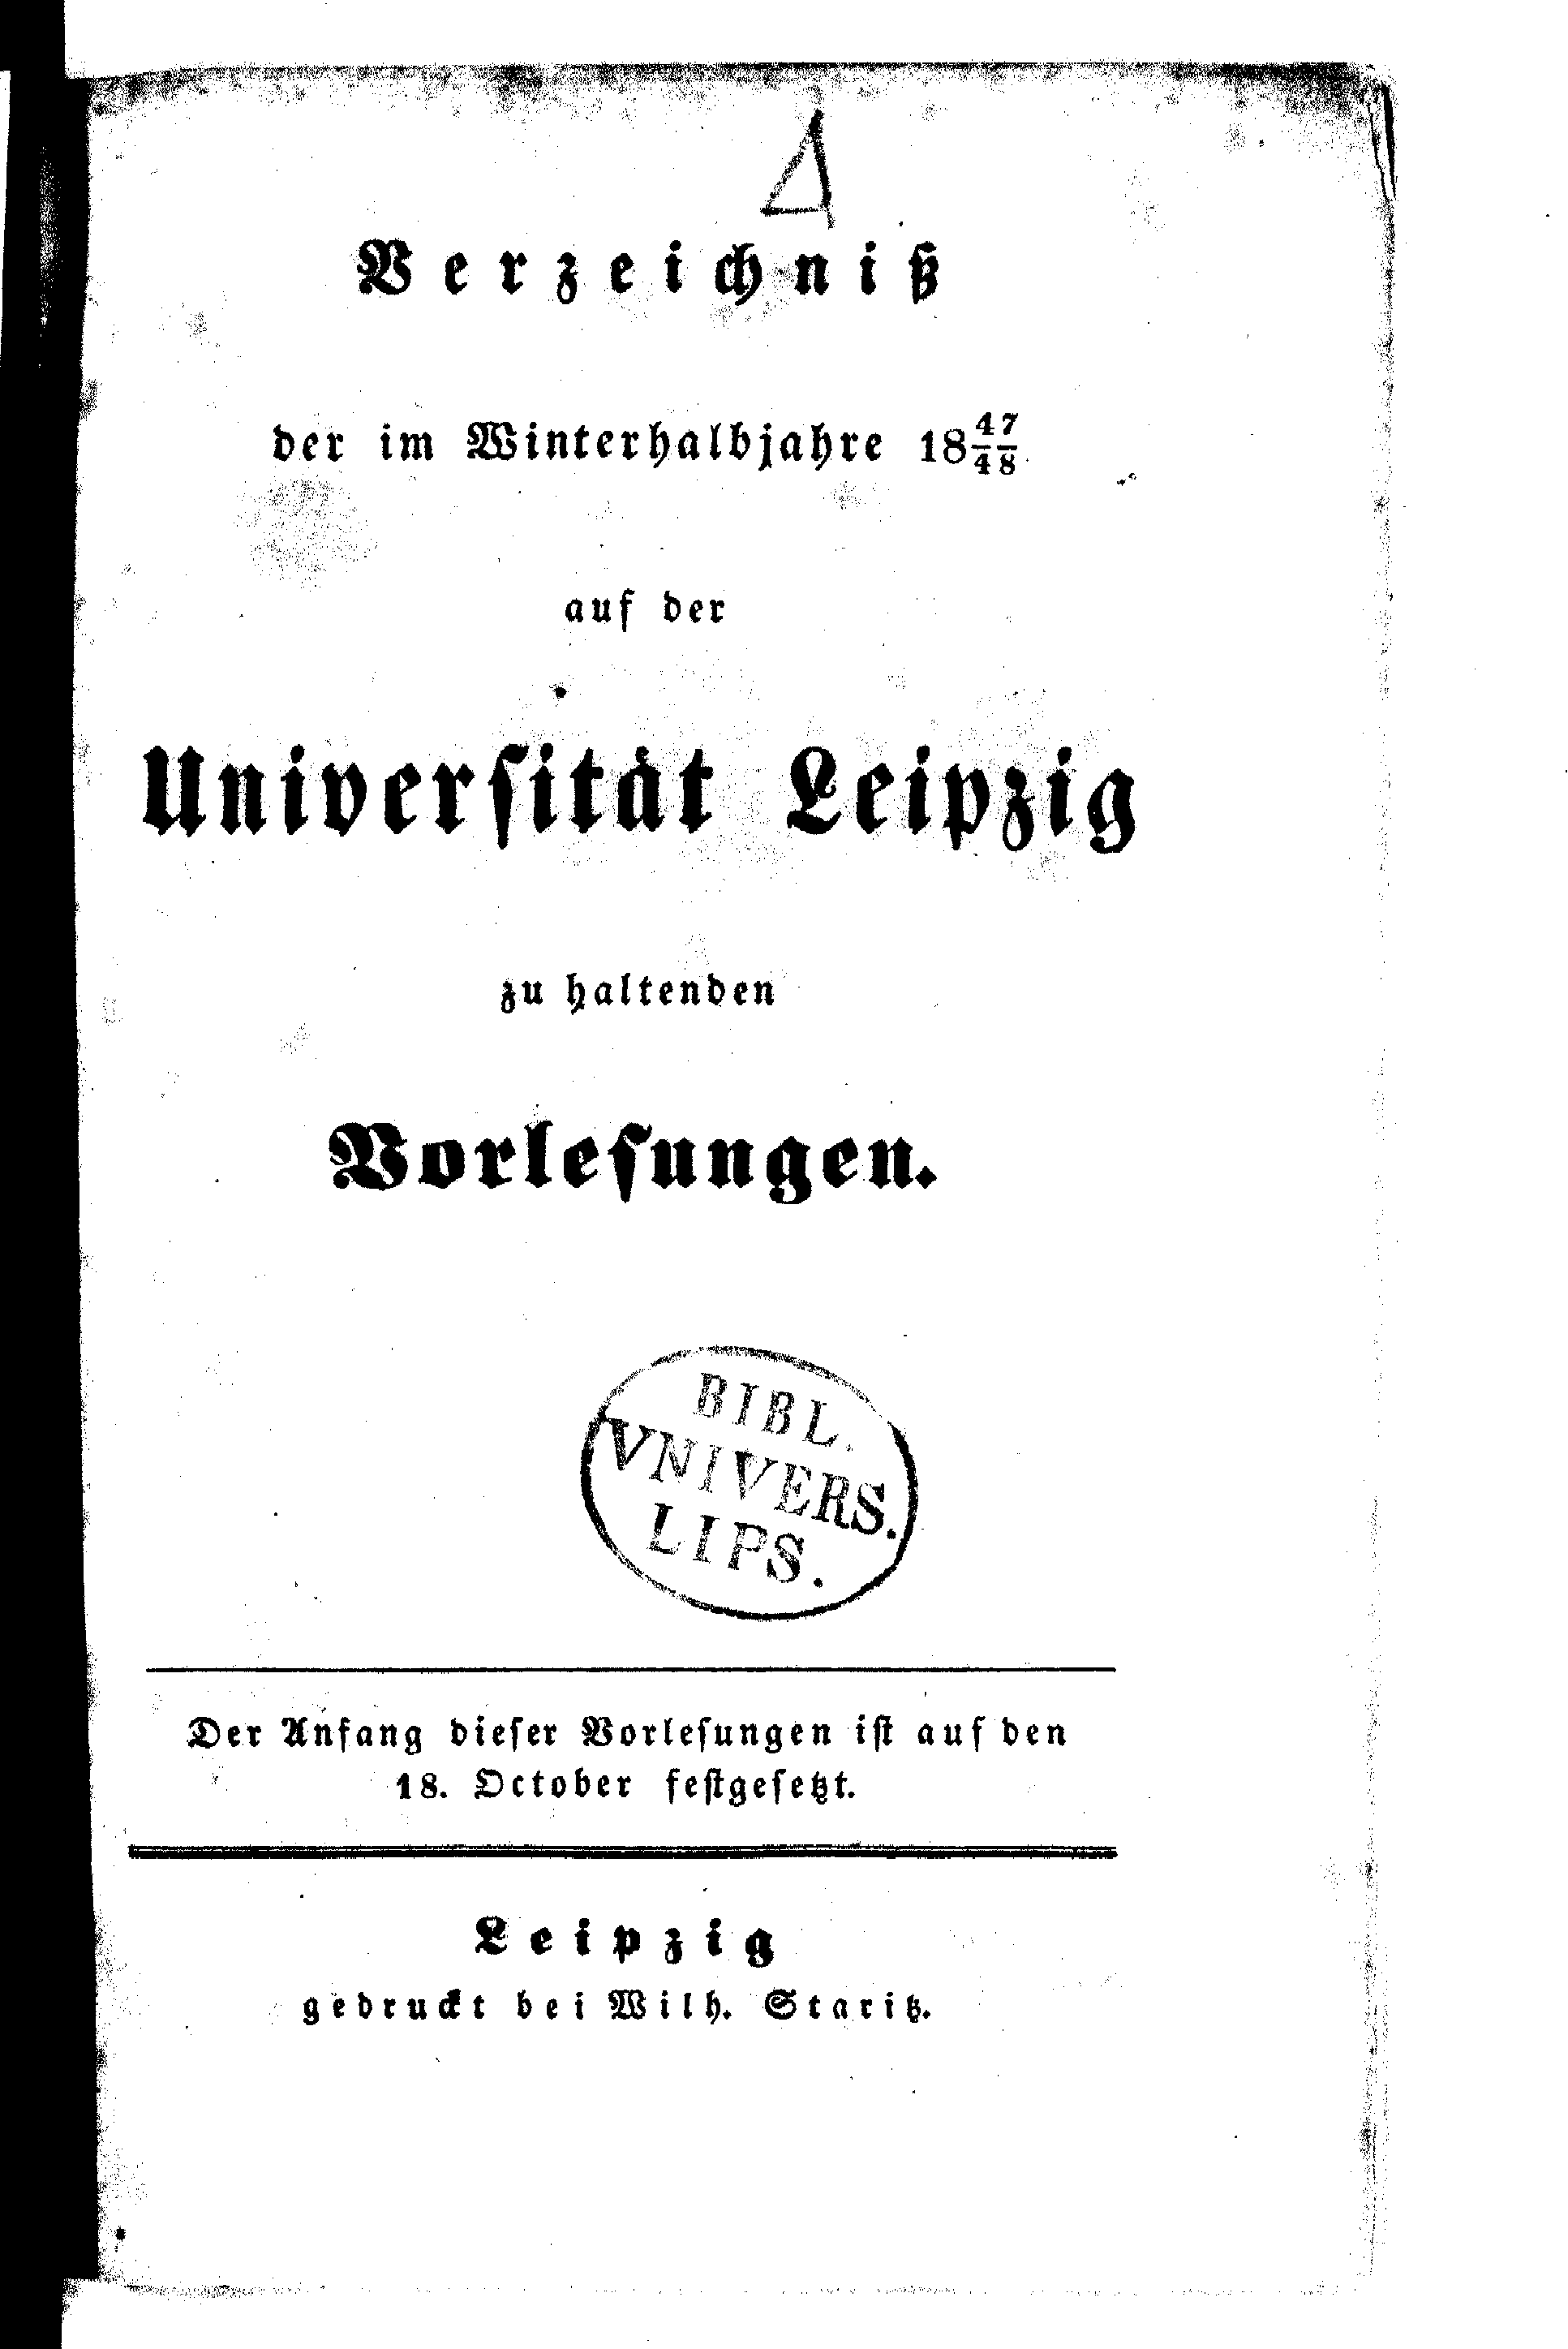 Verzeichniß
der im Winterhalbjahre 18 47/48
auf der
Universität Leipzig
zu haltenden
Vorlesungen.
BIBL.
VNIVERS.
LIPS.
Der Anfang dieser Vorlesungen ist auf den
18. October festgesetzt.
Leipzig
gedruckt bei Wilh. Staritz.